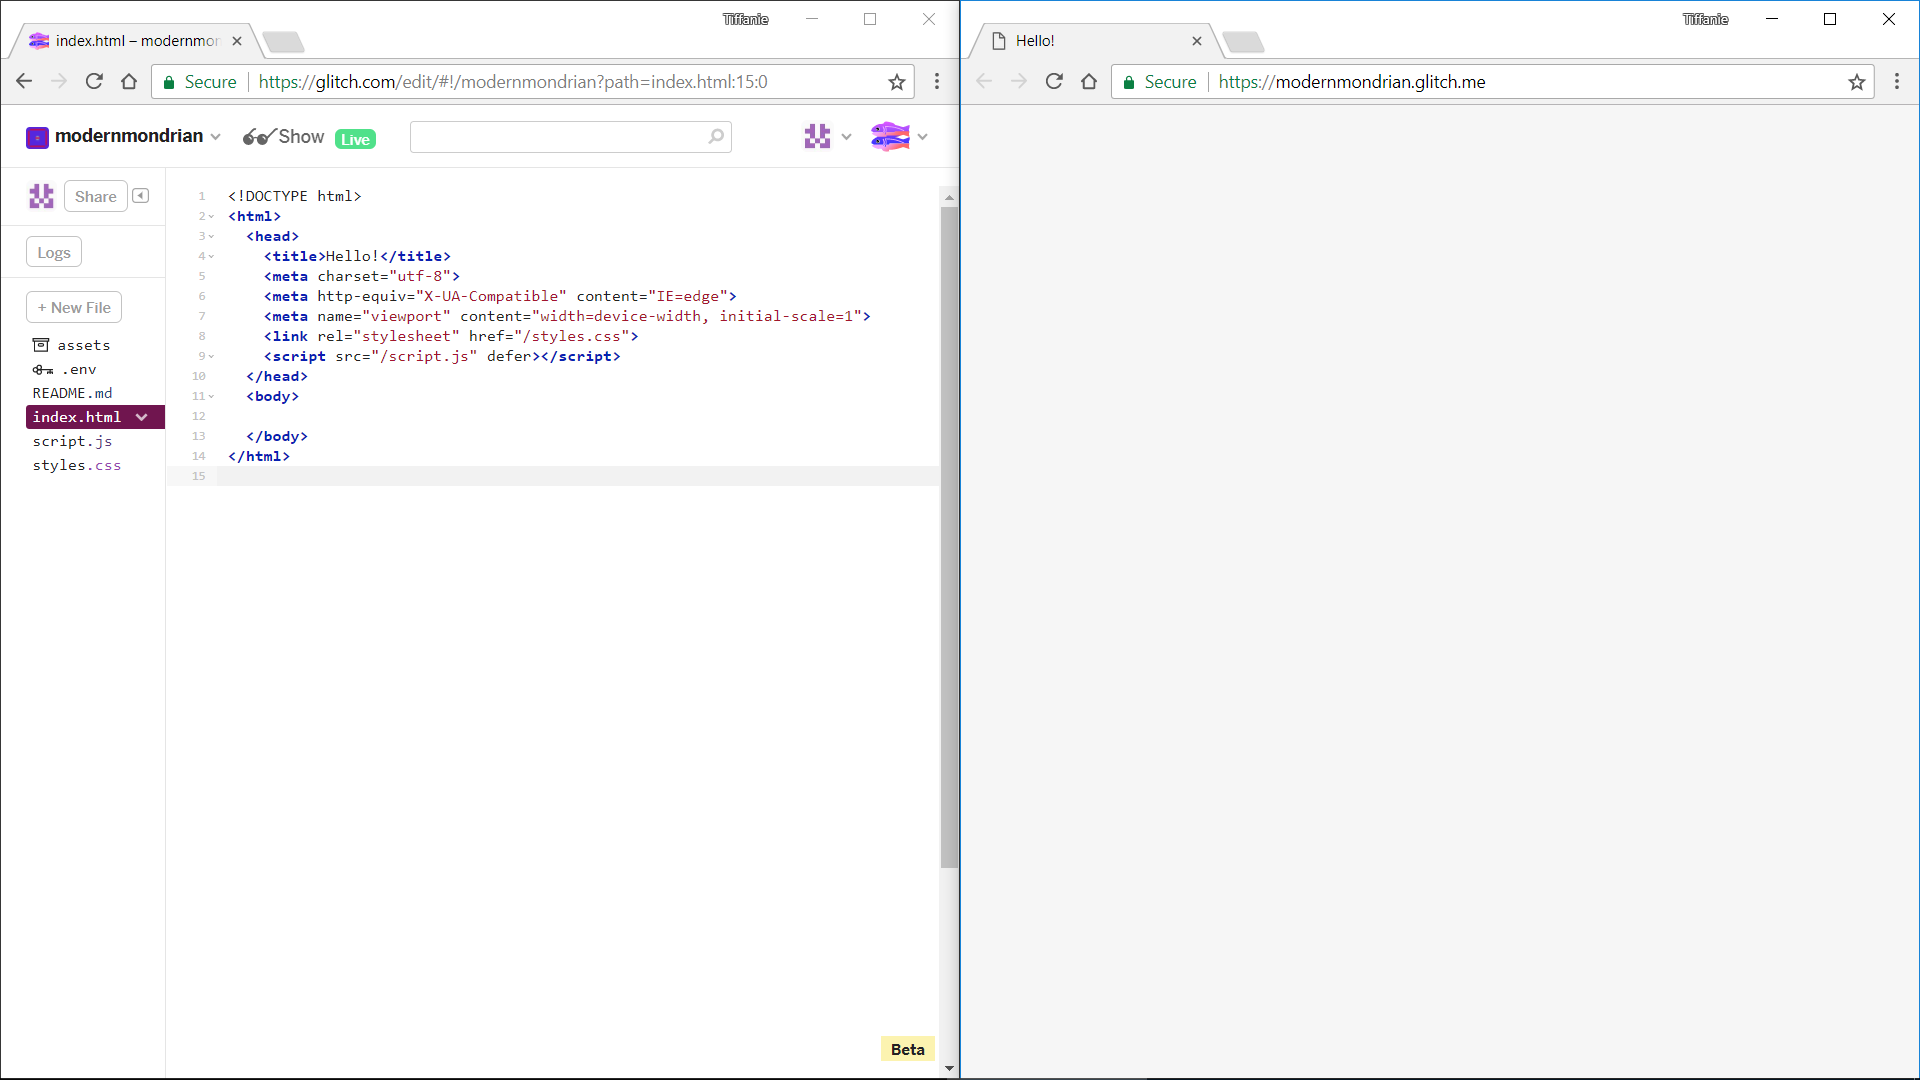 Tiffanie
index.html – modernmon
Secure https://glitch.com/edit/#!/modernmondrian?path=index.html:15:0
modernmondrian Show Live
Share
Logs
+ New File
assets
.env
README.md
index.html
script.js
styles.css
1 <!DOCTYPE html>
2 <html>
3 <head>
4 <title>Hello!</title>
5 <meta charset="utf-8">
6 <meta http-equiv="X-UA-Compatible" content="IE=edge">
7 <meta name="viewport" content="width=device-width, initial-scale=1">
8 <link rel="stylesheet" href="/styles.css">
9 <script src="/script.js" defer></script>
10 </head>
11 <body>
12
13 </body>
14 </html>
15
Beta
Tiffanie
Hello!
Secure https://modernmondrian.glitch.me